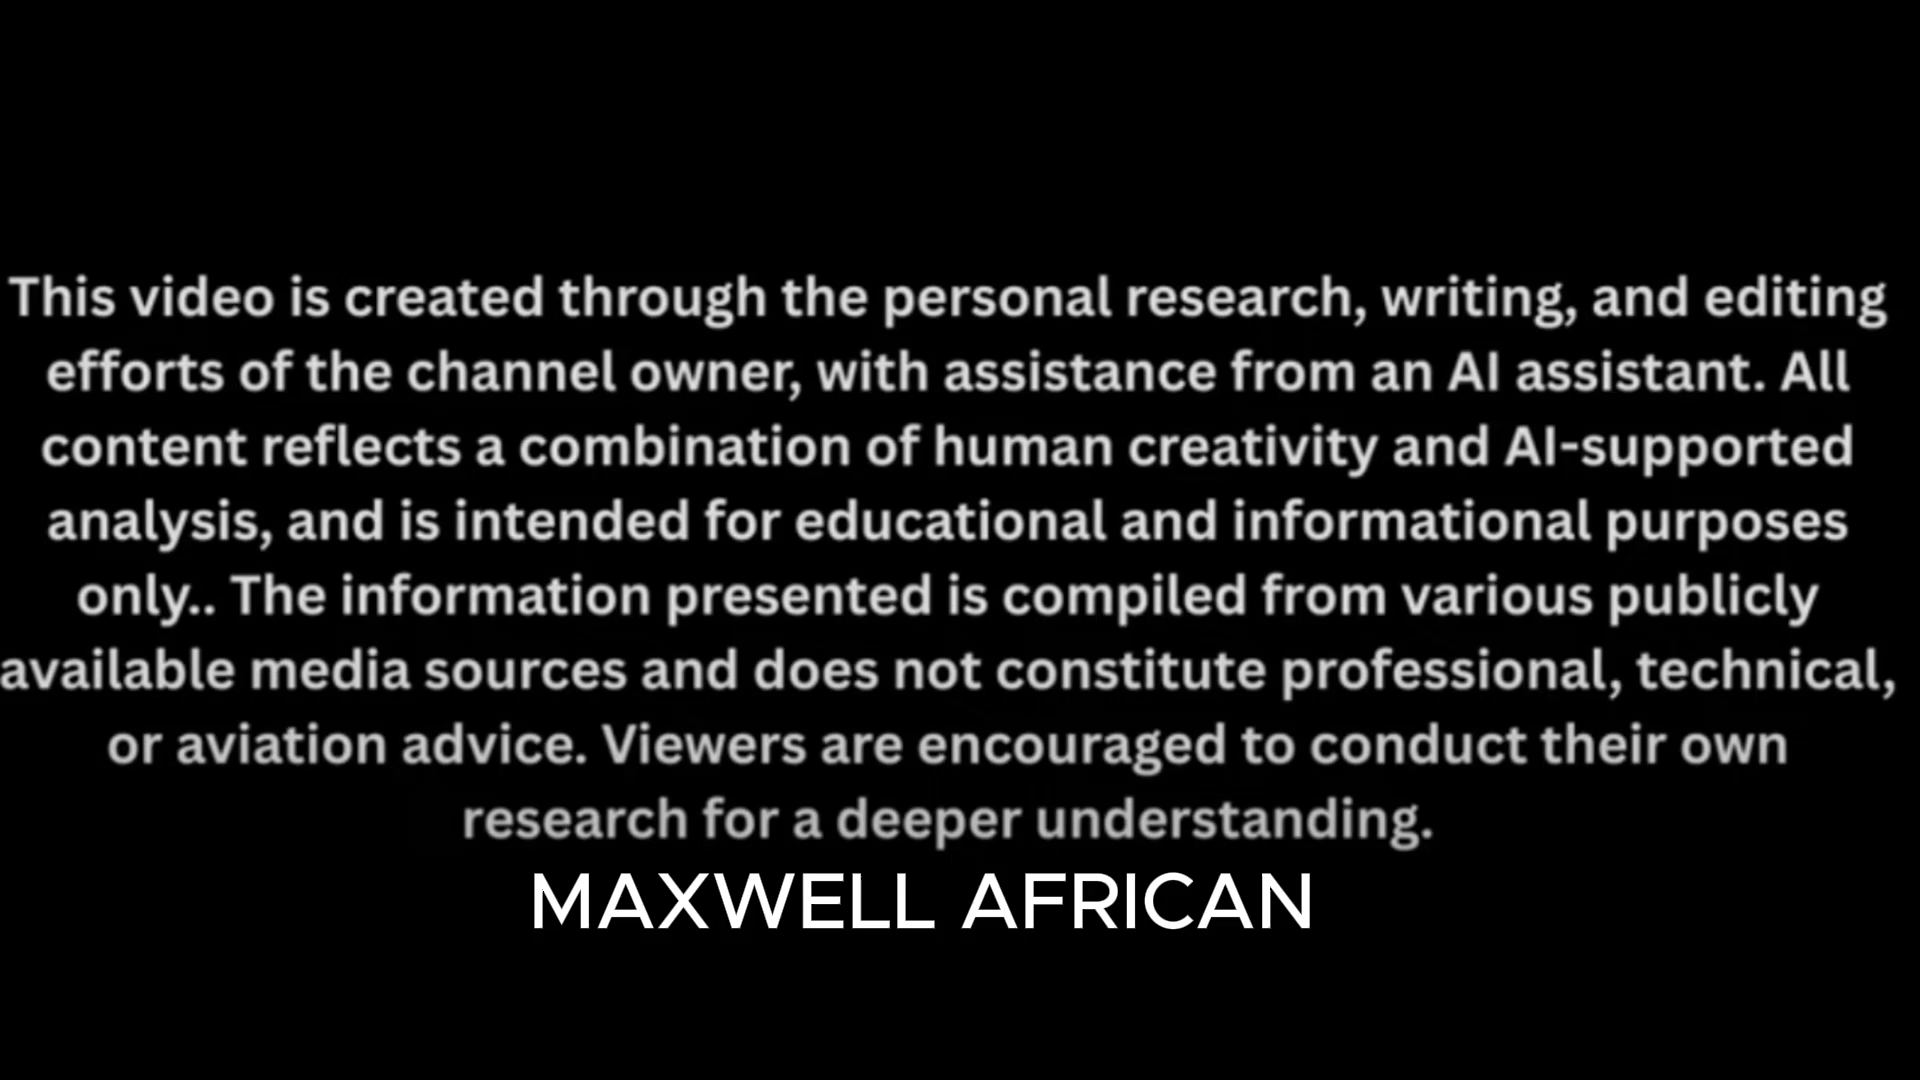 This video is created through the personal research, writing, and editing
efforts of the channel owner, with assistance from an AI assistant. All
content reflects a combination of human creativity and AI-supported
analysis, and is intended for educational and informational purposes
only.. The information presented is compiled from various publicly
available media sources and does not constitute professional, technical,
or aviation advice. Viewers are encouraged to conduct their own
research for a deeper understanding.
MAXWELL AFRICAN